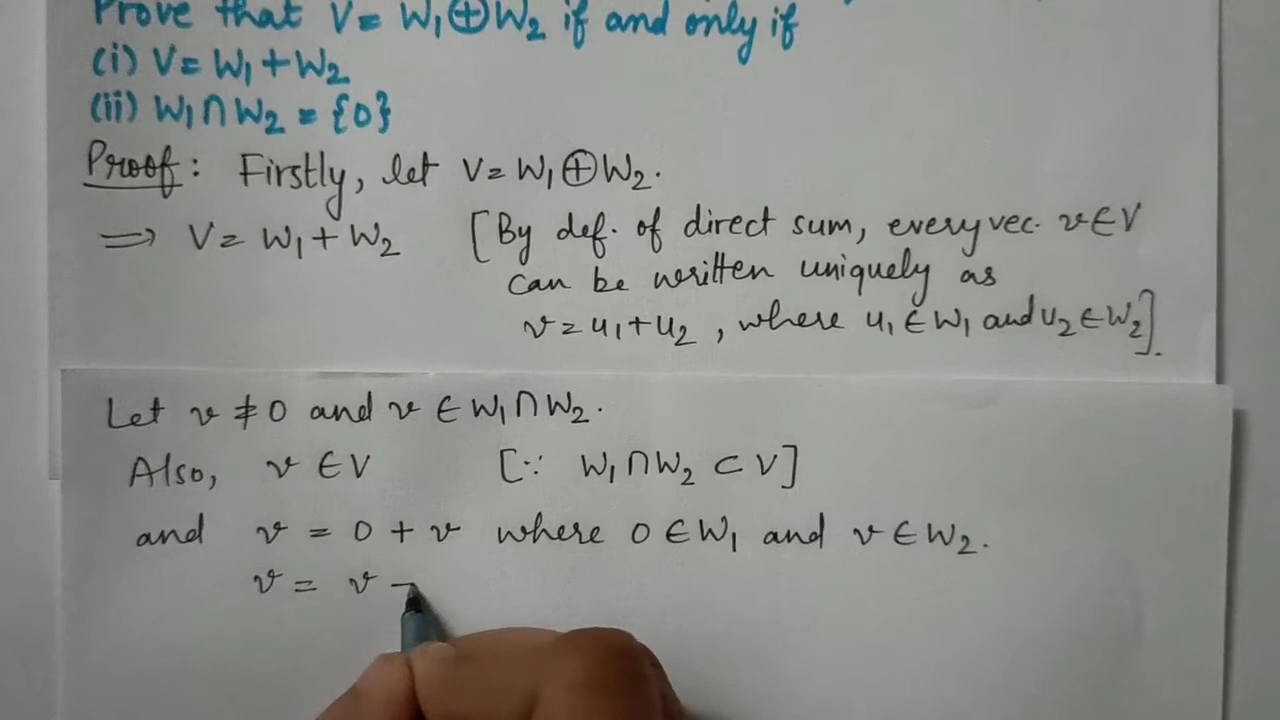 Prove that V = W₁ ⊕ W₂ if and only if
(i) V = W₁ + W₂
(ii) W₁ ∩ W₂ = {0}
Proof : Firstly, let V = W₁ ⊕ W₂.
⟹ V = W₁ + W₂ [By def. of direct sum, every vec. v ∈ V
can be written uniquely as
v = u₁ + u₂ , where u₁ ∈ W₁ and u₂ ∈ W₂].
Let v ≠ 0 and v ∈ W₁ ∩ W₂.
Also, v ∈ V [∵ W₁ ∩ W₂ ⊂ V]
and v = 0 + v where 0 ∈ W₁ and v ∈ W₂.
v = v